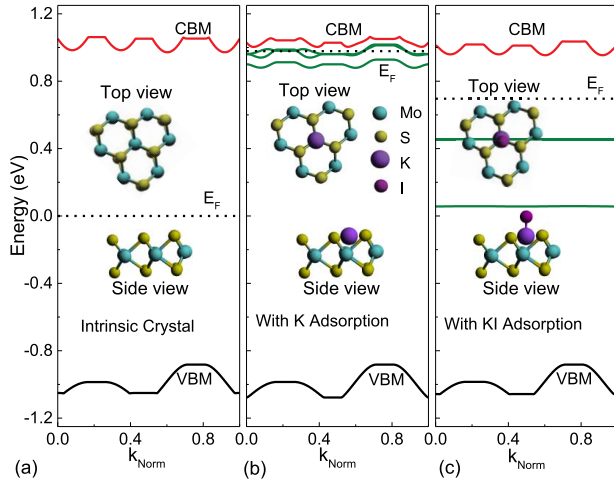 Energy (eV)
1.2
0.8
0.4
0.0
-0.4
-0.8
-1.2
CBM
Top view
E_F
Side view
Intrinsic Crystal
VBM
0.0 0.4 0.8
(a) k_Norm
CBM
E_F
Top view
Mo
S
K
I
Side view
With K Adsorption
VBM
0.0 0.4 0.8
(b) k_Norm
CBM
E_F
Top view
Side view
With KI Adsorption
VBM
0.0 0.4 0.8
(c) k_Norm